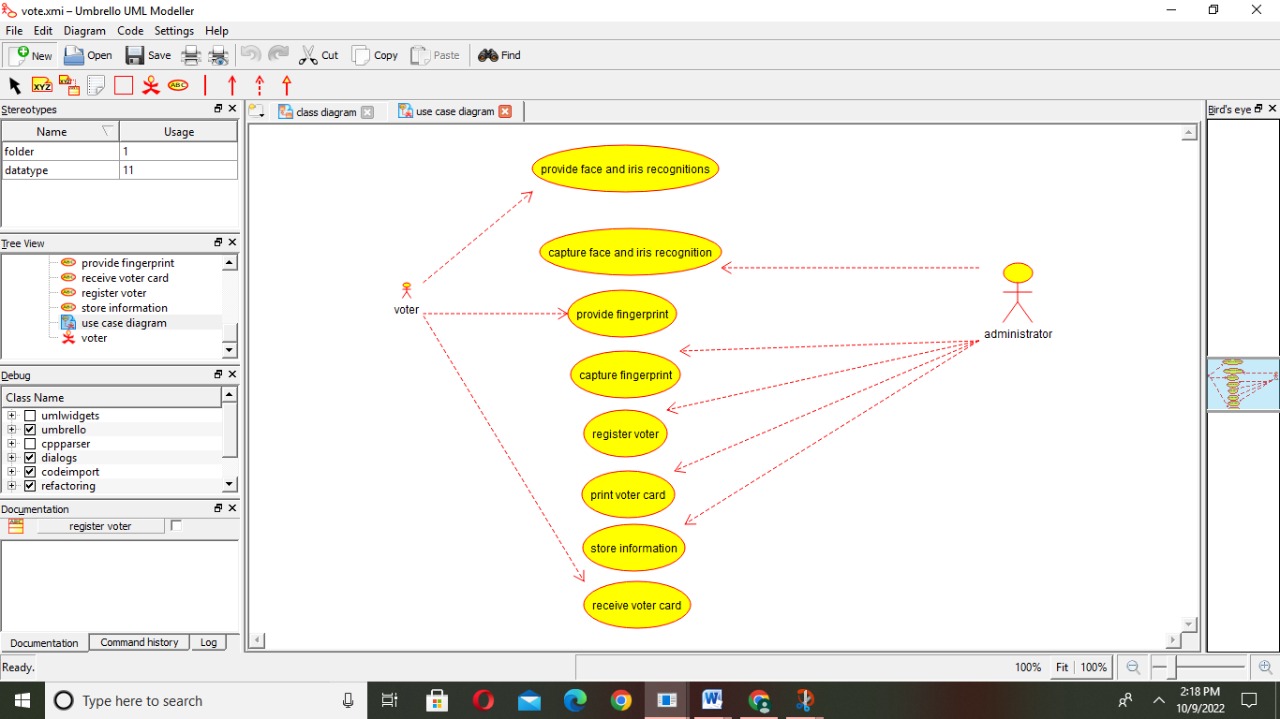 vote.xmi – Umbrello UML Modeller
File Edit Diagram Code Settings Help
New Open Save Cut Copy Paste Find
XYZ XYZ ABC
Stereotypes
Name Usage
folder 1
datatype 11
Tree View
provide fingerprint
receive voter card
register voter
store information
use case diagram
voter
Debug
Class Name
umlwidgets
umbrello
cppparser
dialogs
codeimport
refactoring
Documentation
register voter
Documentation Command history Log
class diagram use case diagram
provide face and iris recognitions
capture face and iris recognition
voter
provide fingerprint
administrator
capture fingerprint
register voter
print voter card
store information
receive voter card
Bird's eye
Ready. 100% Fit 100%
Type here to search
2:18 PM
10/9/2022